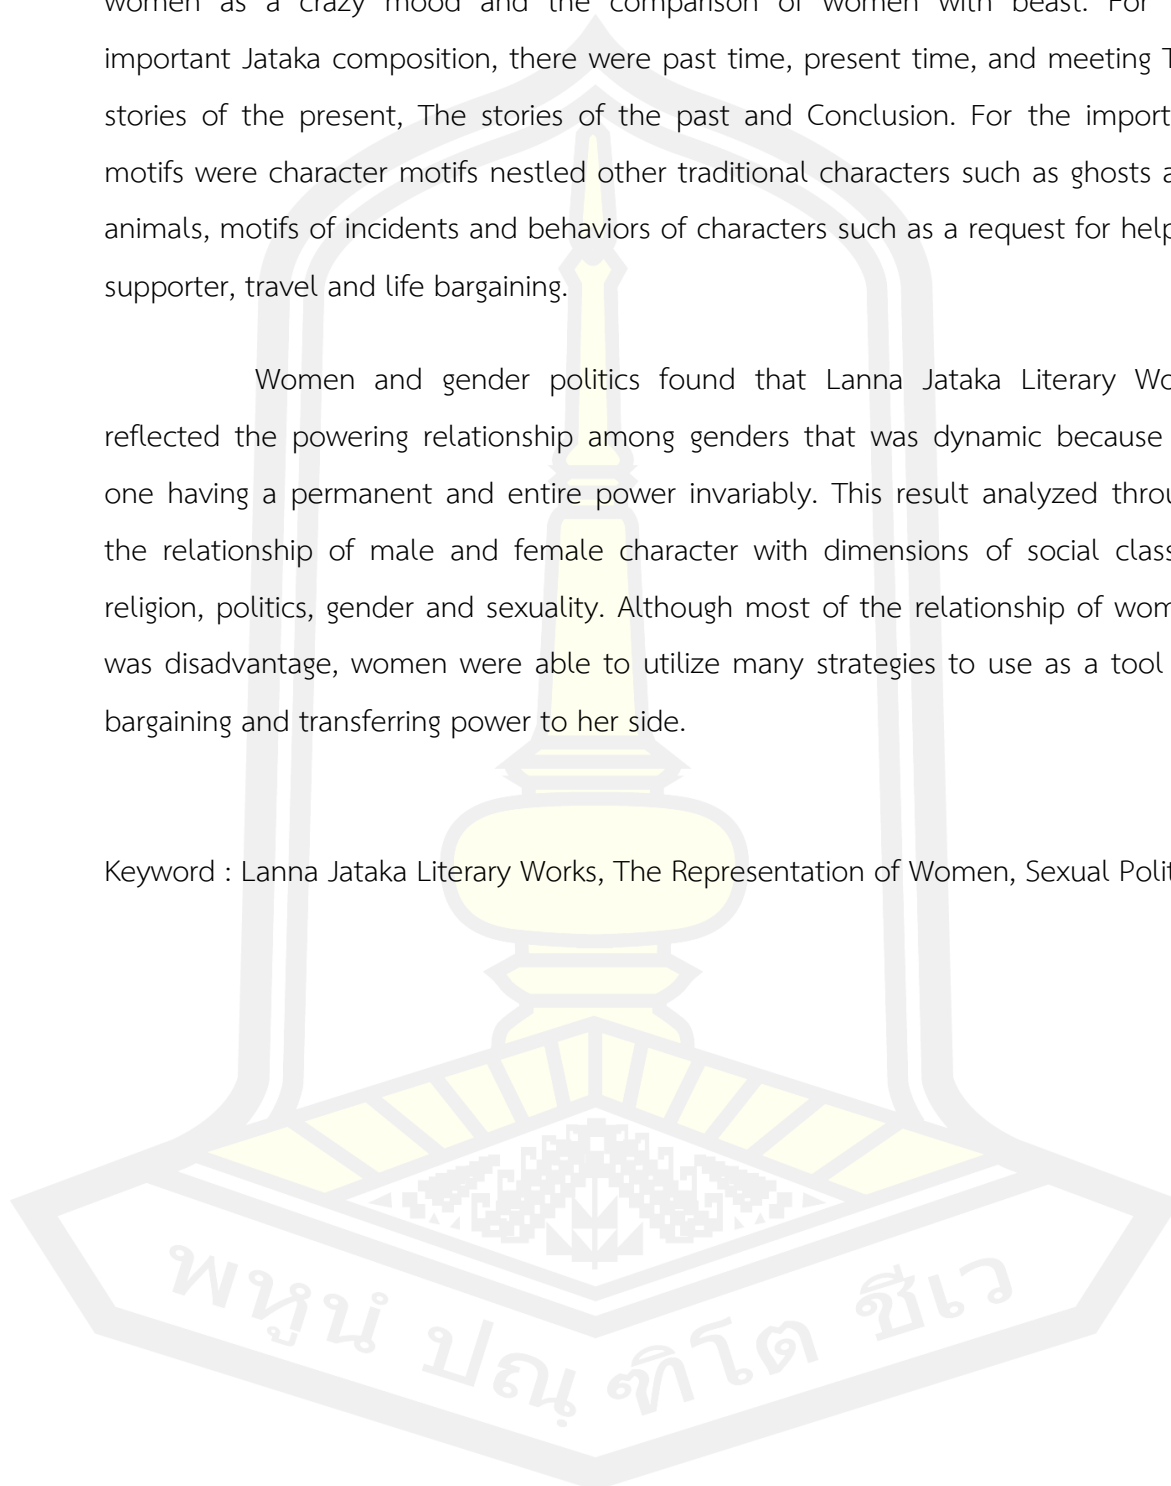 women as a crazy mood and the comparison of women with beast. For
important Jataka composition, there were past time, present time, and meeting T
stories of the present, The stories of the past and Conclusion. For the import
motifs were character motifs nestled other traditional characters such as ghosts a
animals, motifs of incidents and behaviors of characters such as a request for help
supporter, travel and life bargaining.
Women and gender politics found that Lanna Jataka Literary Wo
reflected the powering relationship among genders that was dynamic because
one having a permanent and entire power invariably. This result analyzed throu
the relationship of male and female character with dimensions of social class
religion, politics, gender and sexuality. Although most of the relationship of wom
was disadvantage, women were able to utilize many strategies to use as a tool
bargaining and transferring power to her side.
Keyword : Lanna Jataka Literary Works, The Representation of Women, Sexual Polit
พหูนํ ปณฺฑิโต ชีเว